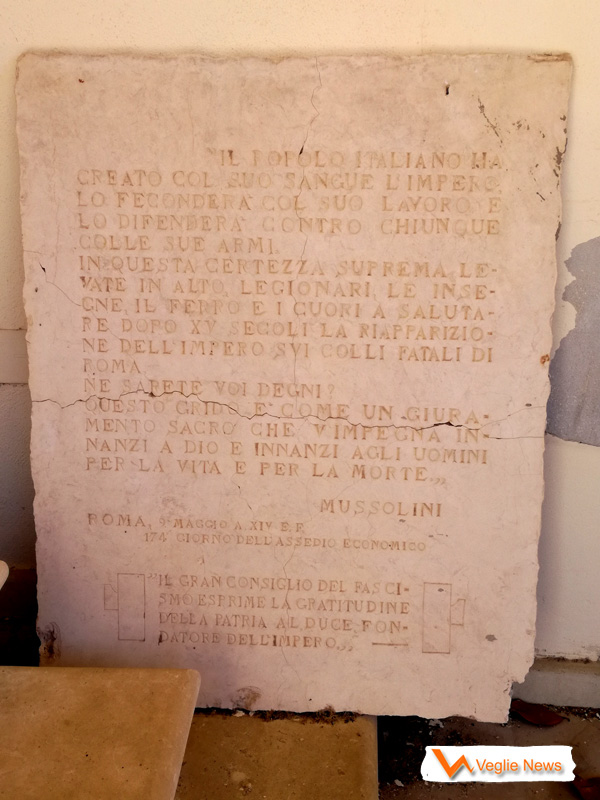 "IL POPOLO ITALIANO HA
CREATO COL SUO SANGUE L'IMPERO.
LO FECONDERÀ COL SUO LAVORO E
LO DIFENDERÀ CONTRO CHIUNQUE
COLLE SUE ARMI.
IN QUESTA CERTEZZA SUPREMA, LE-
VATE IN ALTO, LEGIONARI, LE INSE-
GNE, IL FERRO E I CUORI A SALUTA-
RE DOPO XV SECOLI LA RIAPPARIZIO-
NE DELL'IMPERO SVI COLLI FATALI DI
ROMA.
NE SAPETE VOI DEGNI?
QUESTO GRIDO E COME UN GIURA-
MENTO SACRO CHE V'IMPEGNA IN-
NANZI A DIO E INNANZI AGLI UOMINI
PER LA VITA E PER LA MORTE.,,
MUSSOLINI
ROMA, 9 MAGGIO A. XIV E. F.
174° GIORNO DELL'ASSEDIO ECONOMICO
"IL GRAN CONSIGLIO DEL FASCI-
SMO ESPRIME LA GRATITUDINE
DELLA PATRIA AL DUCE FON-
DATORE DELL'IMPERO.,,
Veglie News